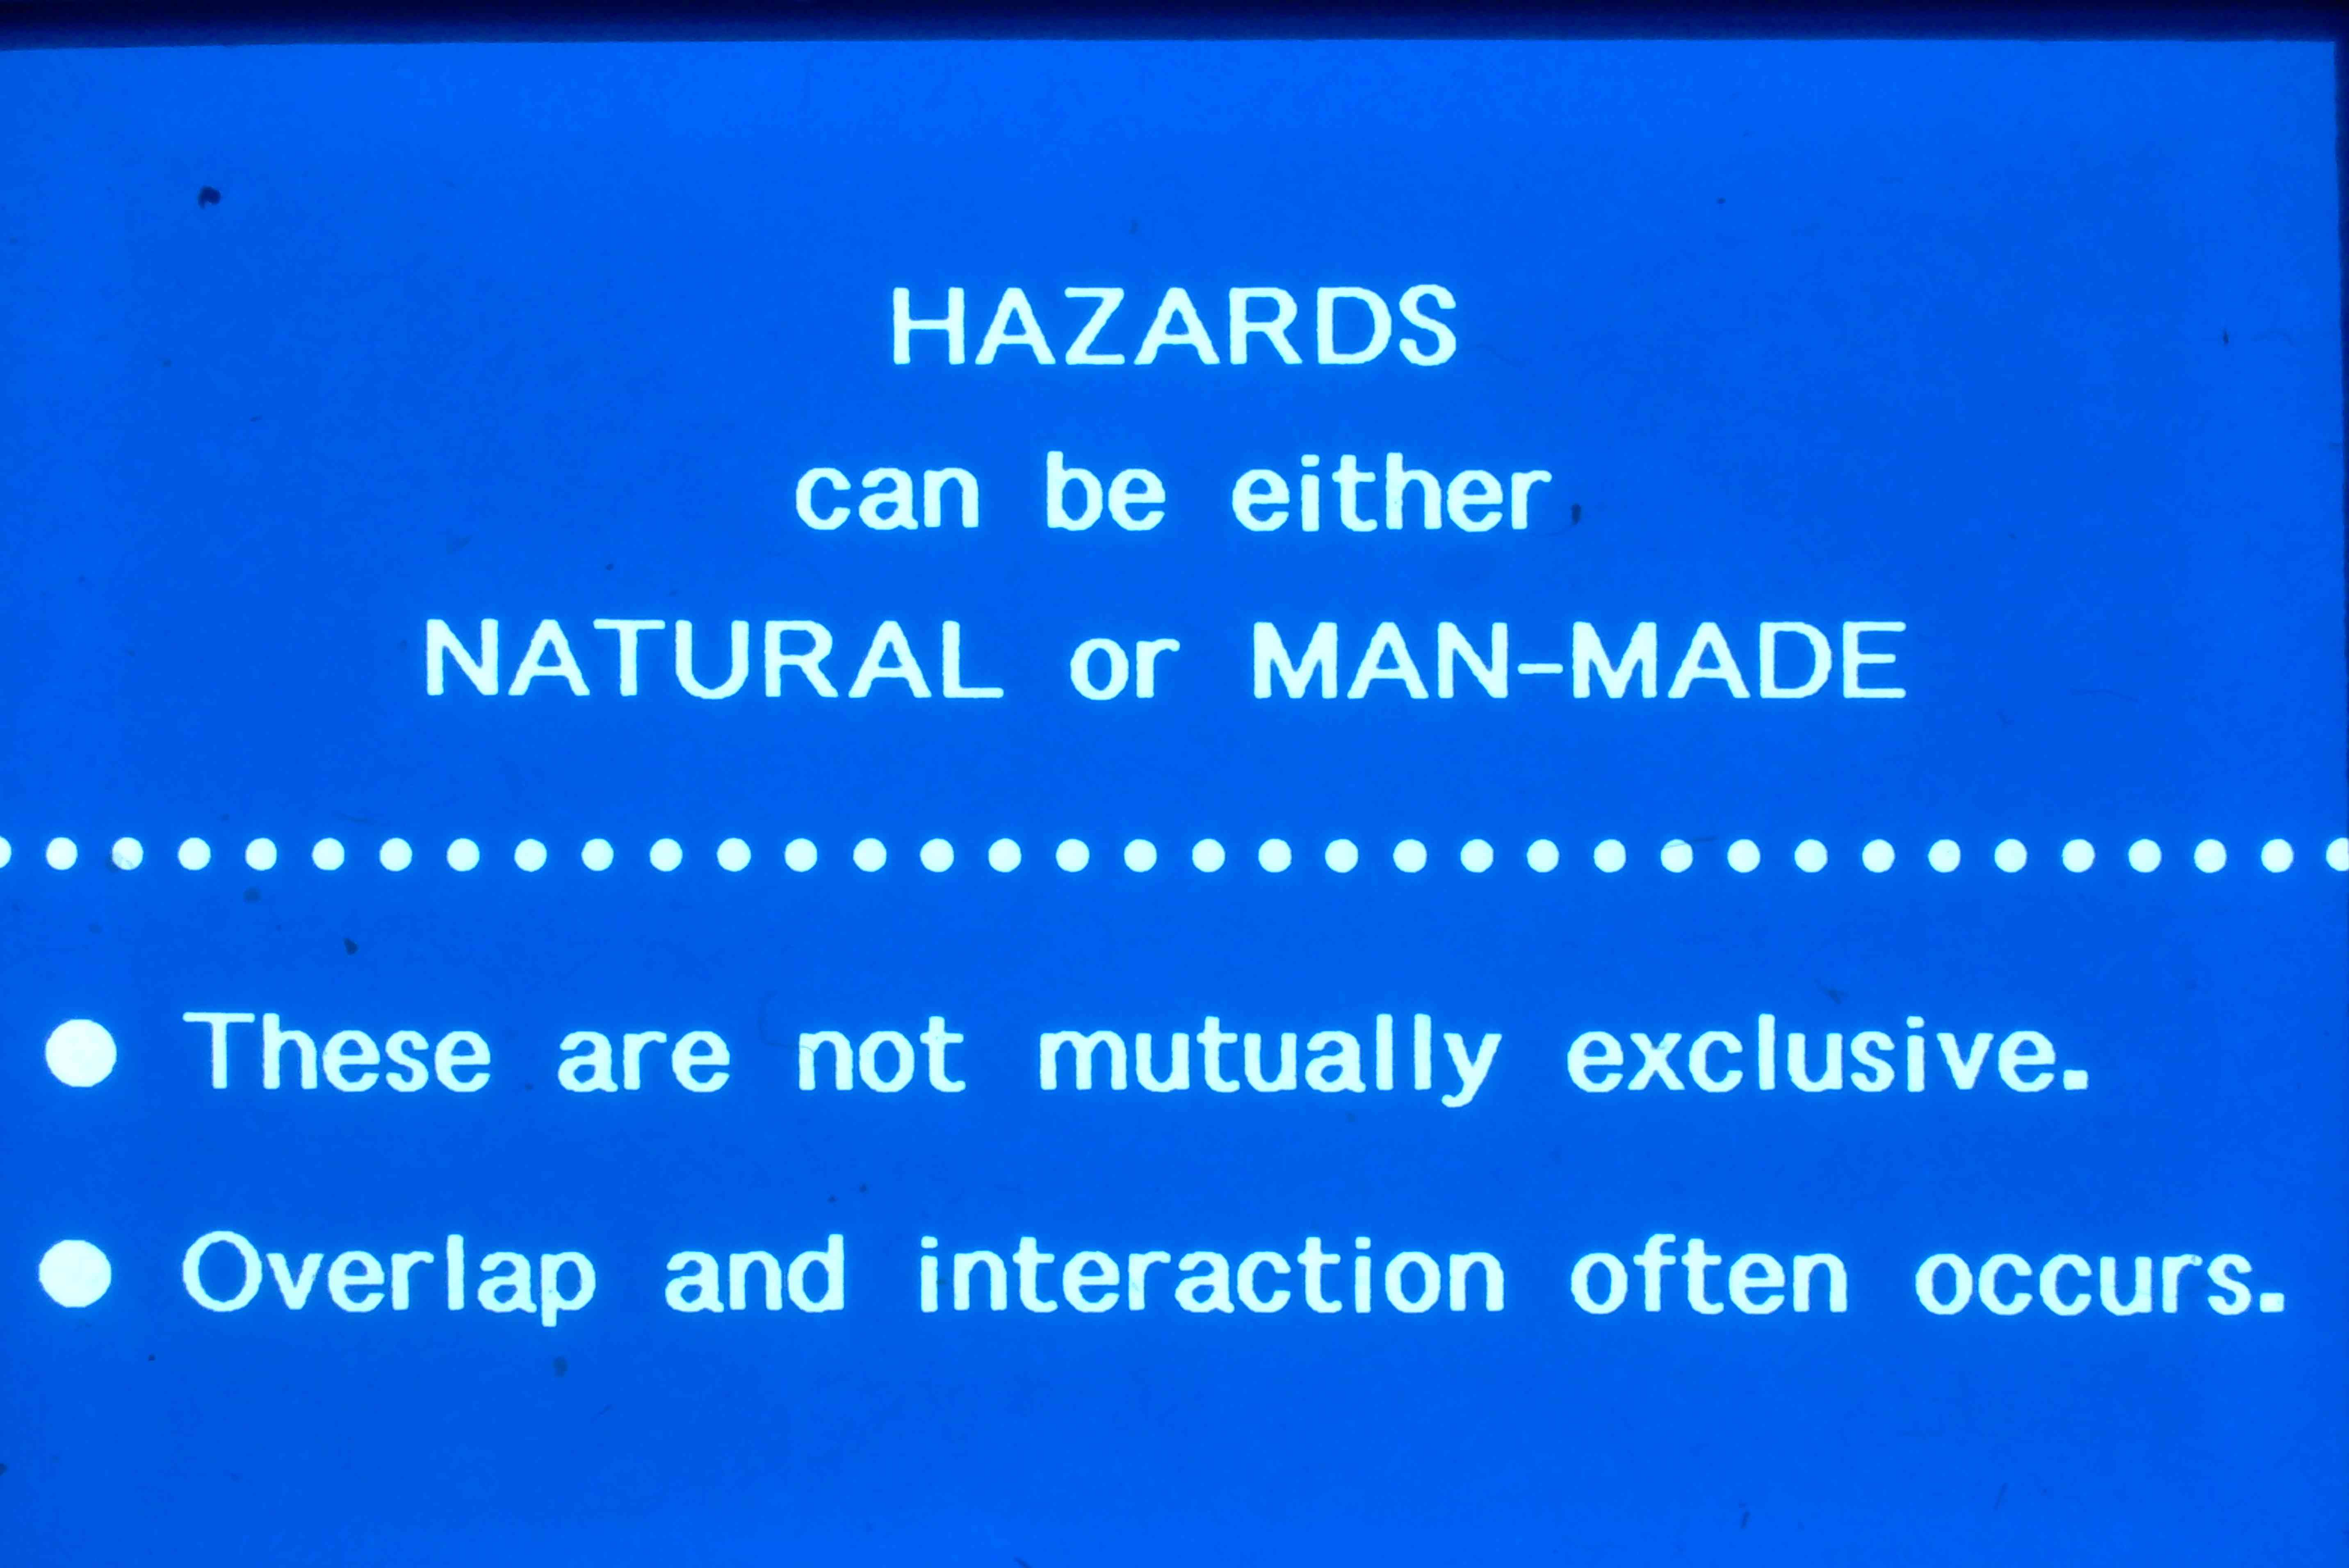 HAZARDS
can be either
NATURAL or MAN-MADE
● These are not mutually exclusive.
● Overlap and interaction often occurs.